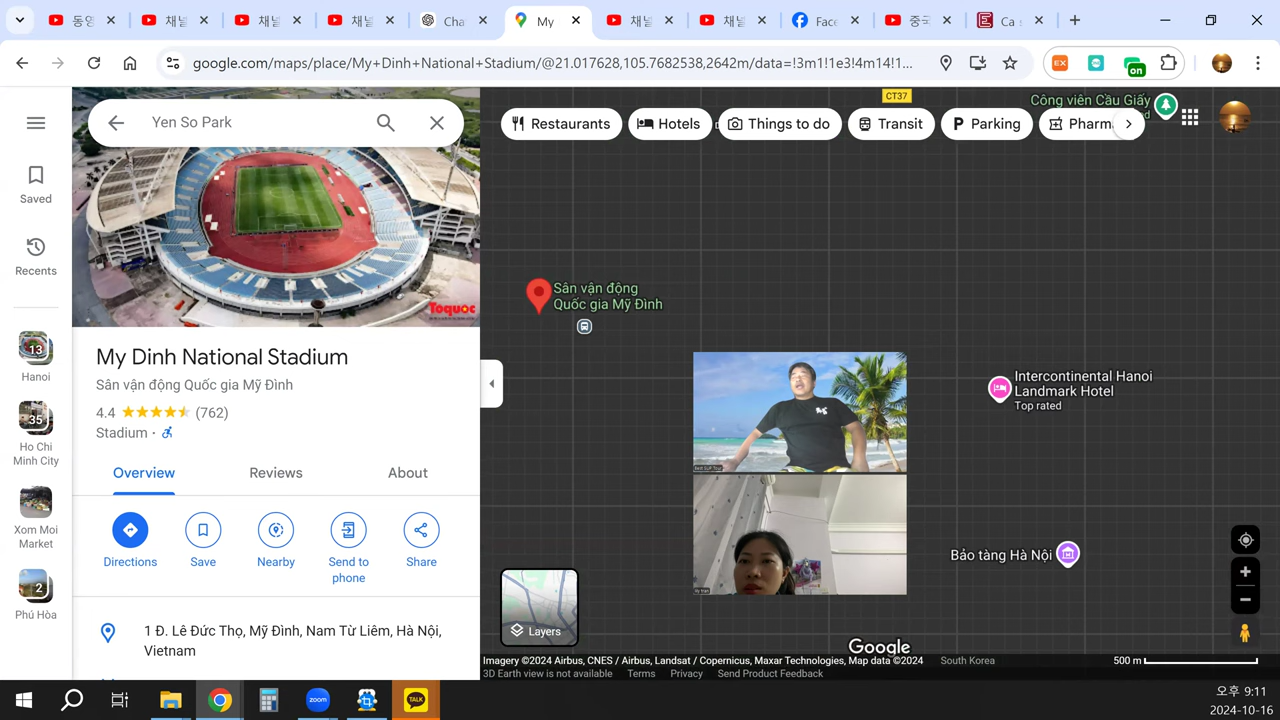 동영
채널
채널
채널
Cha
My
채널
채널
Face
중국
Ca s
google.com/maps/place/My+Dinh+National+Stadium/@21.017628,105.7682538,2642m/data=!3m1!1e3!4m14!1...
EX
on
Yen So Park
Restaurants
Hotels
Things to do
Transit
Parking
Pharm
CT37
Công viên Cầu Giấy
Saved
Recents
13
Hanoi
35
Ho Chi
Minh City
Xom Moi
Market
2
Phú Hòa
Toquoc
My Dinh National Stadium
Sân vận động Quốc gia Mỹ Đình
4.4 (762)
Stadium ·
Overview
Reviews
About
Directions
Save
Nearby
Send to
phone
Share
1 Đ. Lê Đức Thọ, Mỹ Đình, Nam Từ Liêm, Hà Nội,
Vietnam
Sân vận động
Quốc gia Mỹ Đình
Intercontinental Hanoi
Landmark Hotel
Top rated
Bảo tàng Hà Nội
Layers
Google
Imagery ©2024 Airbus, CNES / Airbus, Landsat / Copernicus, Maxar Technologies, Map data ©2024
South Korea
500 m
3D Earth view is not available
Terms
Privacy
Send Product Feedback
zoom
TALK
오후 9:11
2024-10-16